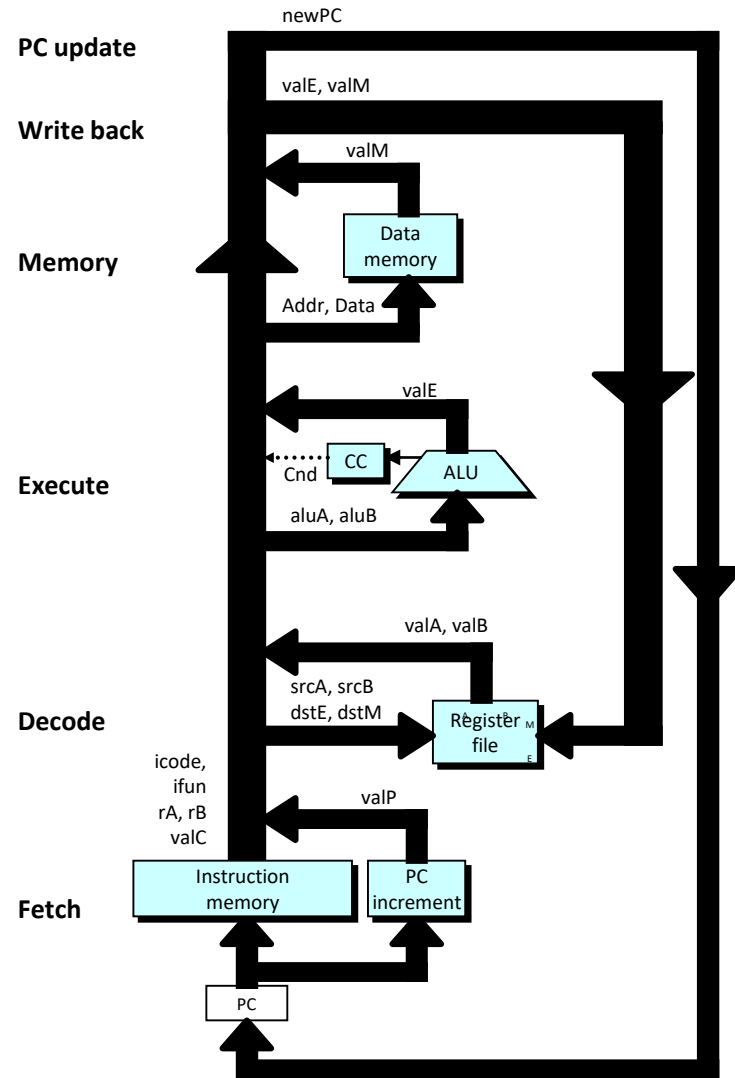 newPC
PC update
valE, valM
Write back
valM
Data
memory
Memory
Addr, Data
valE
CC
ALU
Cnd
Execute
aluA, aluB
valA, valB
srcA, srcB
dstE, dstM
A B
Register M
file
E
Decode
icode,
ifun
rA, rB
valC
valP
Instruction
memory
PC
increment
Fetch
PC